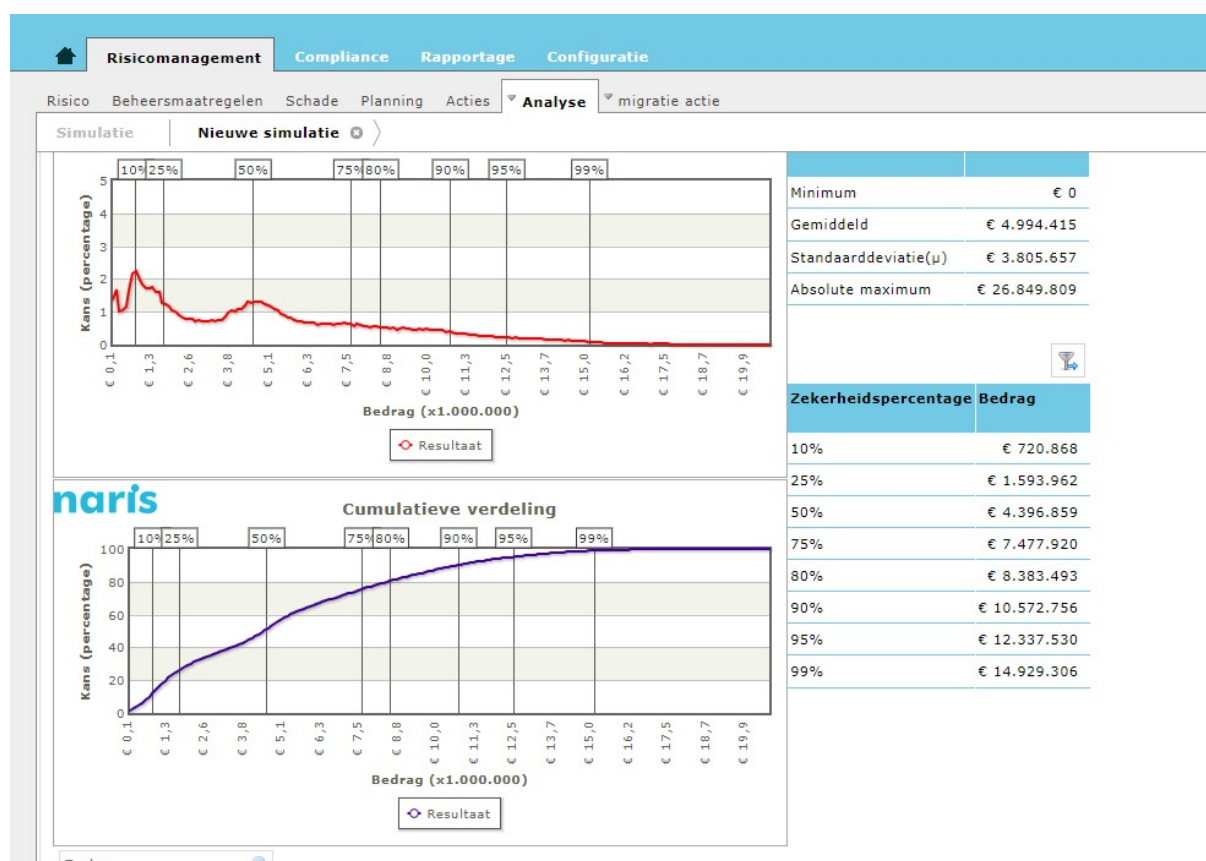 Risicomanagement Compliance Rapportage Configuratie
Risico Beheersmaatregelen Schade Planning Acties Analyse migratie actie
Simulatie Nieuwe simulatie
10% 25% 50% 75% 80% 90% 95% 99%
5
4
3
2
1
0
Kans (percentage)
€ 0,1 € 1,3 € 2,6 € 3,8 € 5,1 € 6,3 € 7,5 € 8,8 € 10,0 € 11,3 € 12,5 € 13,7 € 15,0 € 16,2 € 17,5 € 18,7 € 19,9
Bedrag (x1.000.000)
Resultaat
Minimum € 0
Gemiddeld € 4.994.415
Standaarddeviatie(µ) € 3.805.657
Absolute maximum € 26.849.809
Zekerheidspercentage Bedrag
10% € 720.868
25% € 1.593.962
50% € 4.396.859
75% € 7.477.920
80% € 8.383.493
90% € 10.572.756
95% € 12.337.530
99% € 14.929.306
naris
Cumulatieve verdeling
10% 25% 50% 75% 80% 90% 95% 99%
100
80
60
40
20
0
Kans (percentage)
€ 0,1 € 1,3 € 2,6 € 3,8 € 5,1 € 6,3 € 7,5 € 8,8 € 10,0 € 11,3 € 12,5 € 13,7 € 15,0 € 16,2 € 17,5 € 18,7 € 19,9
Bedrag (x1.000.000)
Resultaat